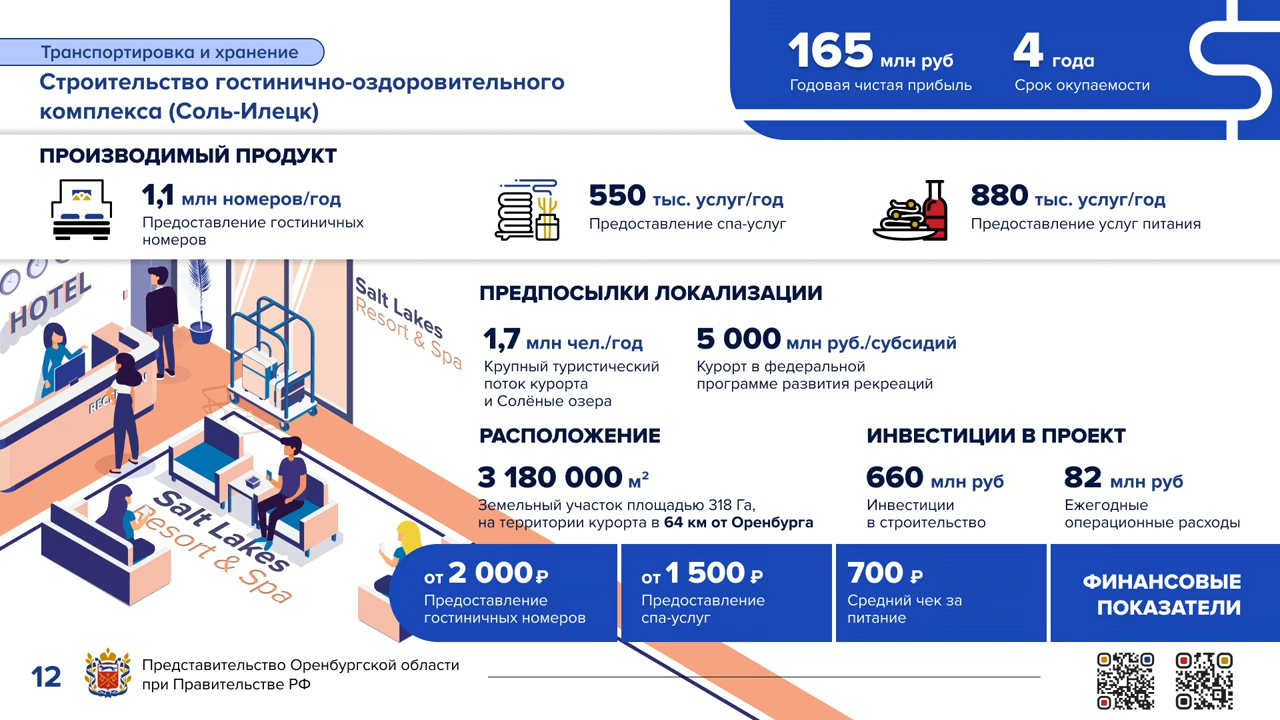 Транспортировка и хранение
Строительство гостинично-оздоровительного
комплекса (Соль-Илецк)
165 млн руб
Годовая чистая прибыль
4 года
Срок окупаемости
ПРОИЗВОДИМЫЙ ПРОДУКТ
1,1 млн номеров/год
Предоставление гостиничных
номеров
550 тыс. услуг/год
Предоставление спа-услуг
880 тыс. услуг/год
Предоставление услуг питания
HOTEL
Salt Lakes
Resort & Spa
Salt Lakes
Resort & Spa
ПРЕДПОСЫЛКИ ЛОКАЛИЗАЦИИ
1,7 млн чел./год
Крупный туристический
поток курорта
и Солёные озера
5 000 млн руб./субсидий
Курорт в федеральной
программе развития рекреаций
РАСПОЛОЖЕНИЕ
3 180 000 м²
Земельный участок площадью 318 Га,
на территории курорта в 64 км от Оренбурга
ИНВЕСТИЦИИ В ПРОЕКТ
660 млн руб
Инвестиции
в строительство
82 млн руб
Ежегодные
операционные расходы
от 2 000 ₽
Предоставление
гостиничных номеров
от 1 500 ₽
Предоставление
спа-услуг
700 ₽
Средний чек за
питание
ФИНАНСОВЫЕ
ПОКАЗАТЕЛИ
12
Представительство Оренбургской области
при Правительстве РФ